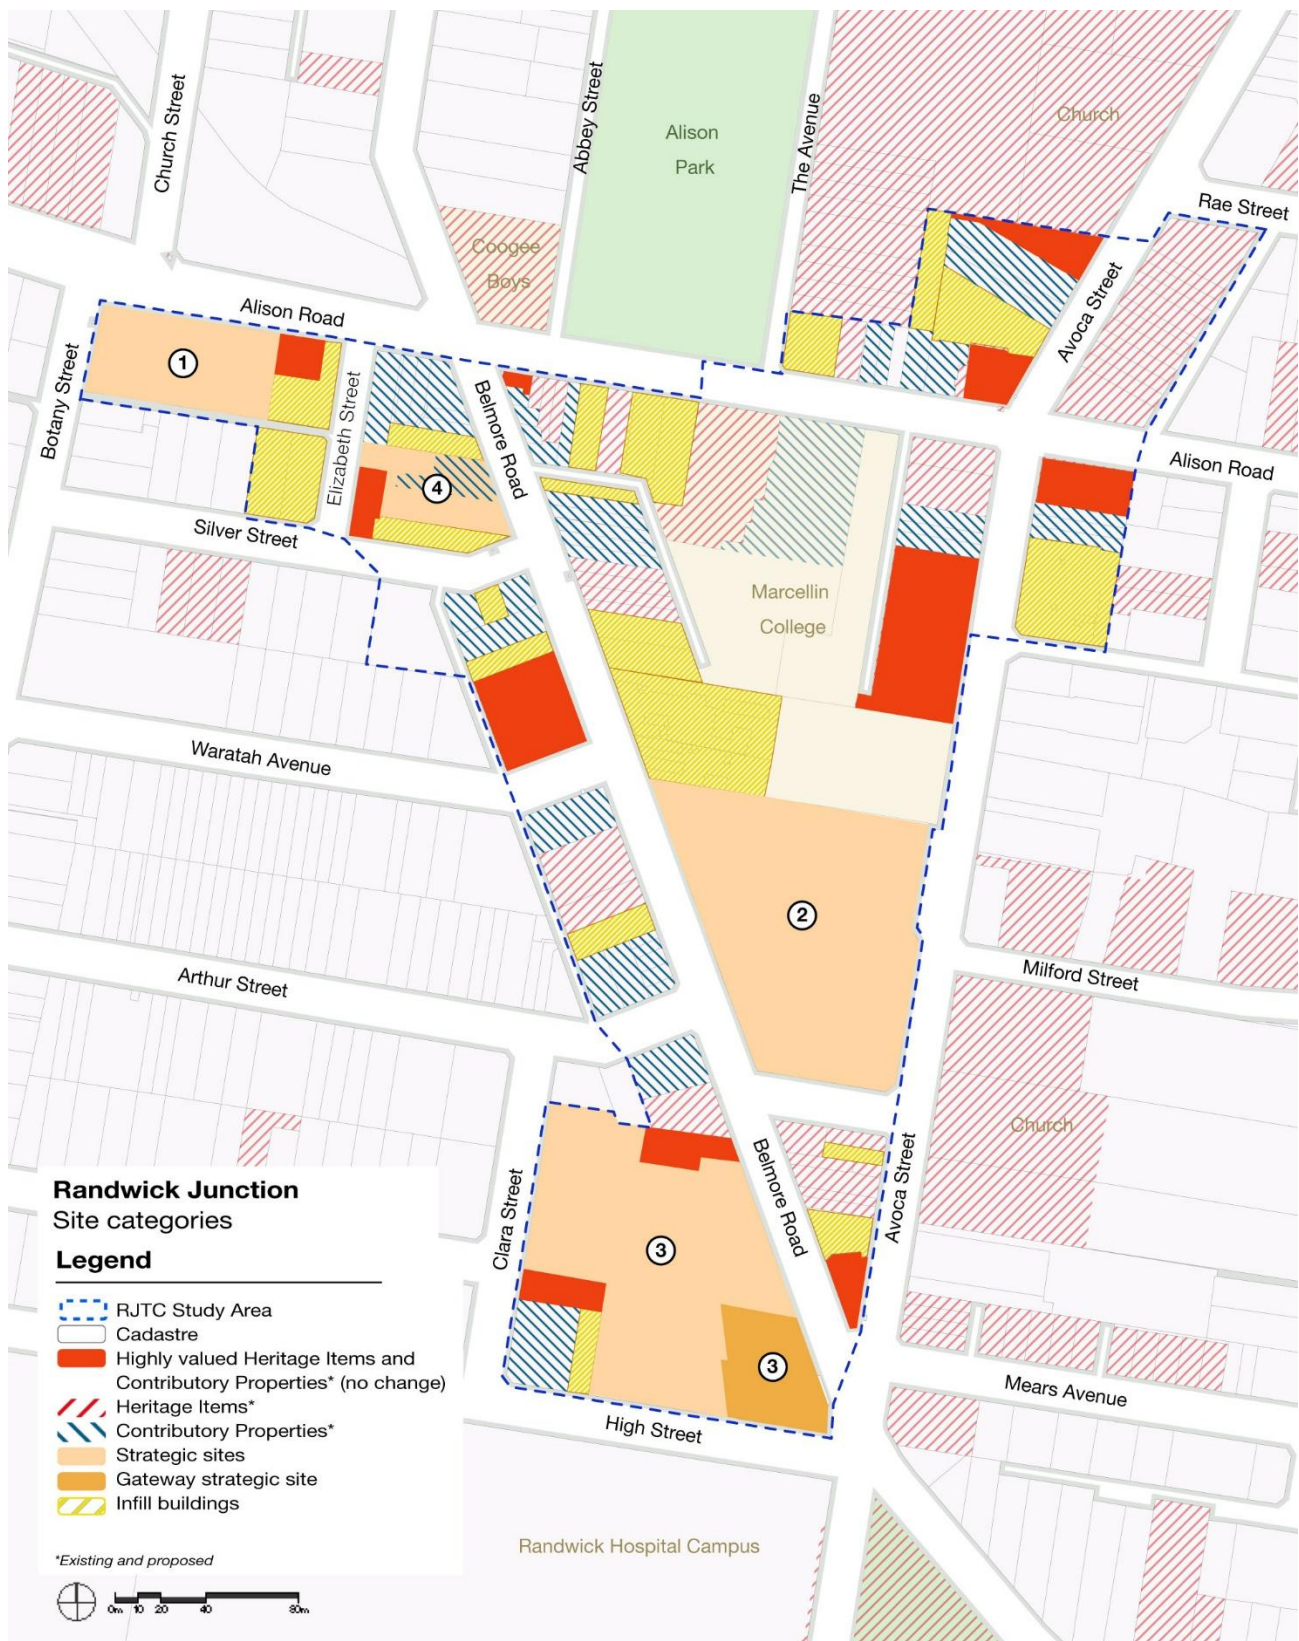 Church Street
Abbey Street
Alison
Park
The Avenue
Church
Rae Street
Coogee
Boys
Avoca Street
Alison Road
Botany Street
1
Elizabeth Street
Belmore Road
4
Alison Road
Silver Street
Marcellin
College
Waratah Avenue
2
Arthur Street
Milford Street
Church
Clara Street
3
Belmore Road
Avoca Street
3
Mears Avenue
High Street
Randwick Hospital Campus
Randwick Junction
Site categories
Legend
RJTC Study Area
Cadastre
Highly valued Heritage Items and
Contributory Properties* (no change)
Heritage Items*
Contributory Properties*
Strategic sites
Gateway strategic site
Infill buildings
*Existing and proposed
0m 10 20 40 80m